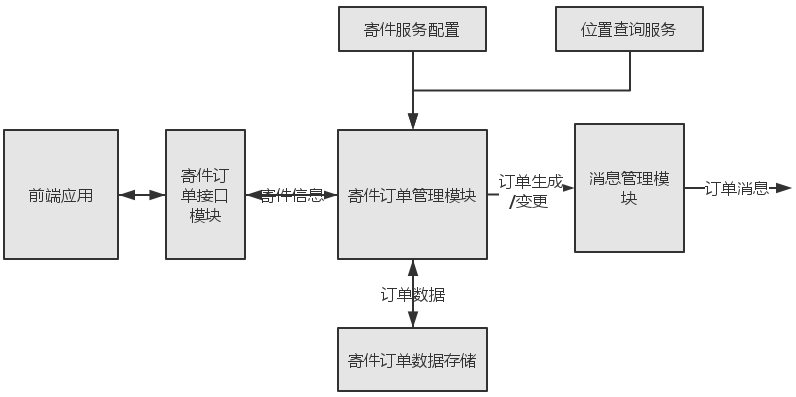 寄件服务配置
位置查询服务
前端应用
寄件订
单接口
模块
寄件信息
寄件订单管理模块
订单生成
/变更
消息管理模
块
订单消息
订单数据
寄件订单数据存储